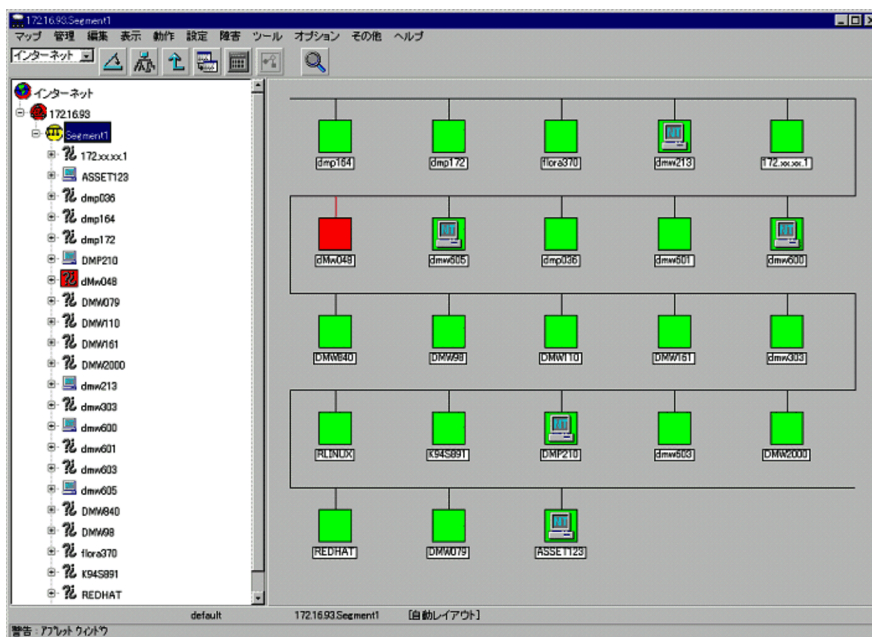 172.16.93.Segment1
マップ 管理 編集 表示 動作 設定 障害 ツール オプション その他 ヘルプ
インターネット
インターネット
172.16.93
Segment1
172.xx.xx.1
ASSET123
dmp036
dmp164
dmp172
DMP210
dMw048
DMW079
DMW110
DMW161
DMW2000
dmw213
dmw303
dmw600
dmw601
dmw603
dmw605
DMW840
DMW98
flora370
K94S891
REDHAT
dmp164 dmp172 flora370 dmw213 172.xx.xx.1
dMw048 dmw605 dmp036 dmw601 dmw600
DMW840 DMW98 DMW110 DMW161 dmw303
RLINUX K94S891 DMP210 dmw603 DMW2000
REDHAT DMW079 ASSET123
default 172.16.93.Segment1 [自動レイアウト]
警告 : アプレット ウィンドウ